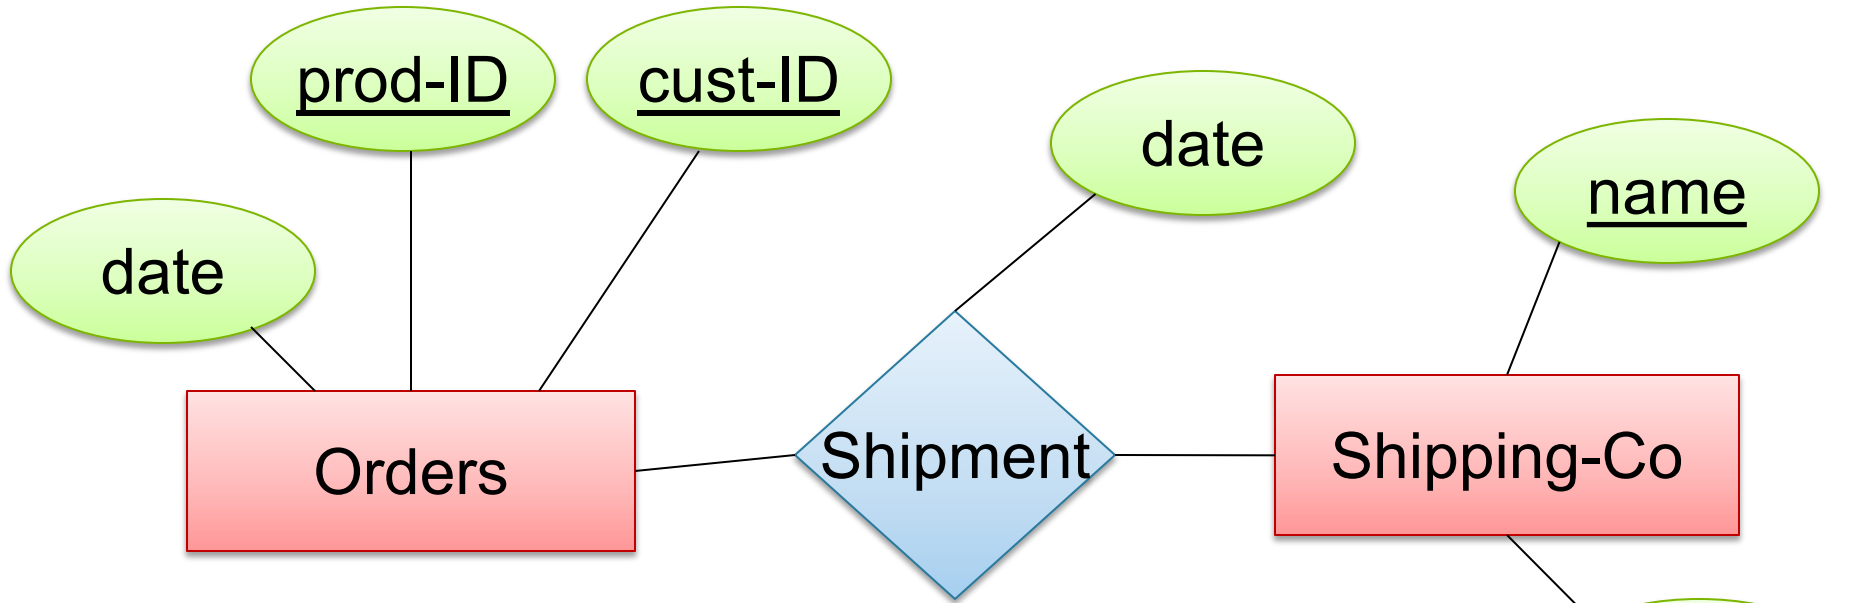 prod-ID
cust-ID
date
name
date
Orders
Shipment
Shipping-Co